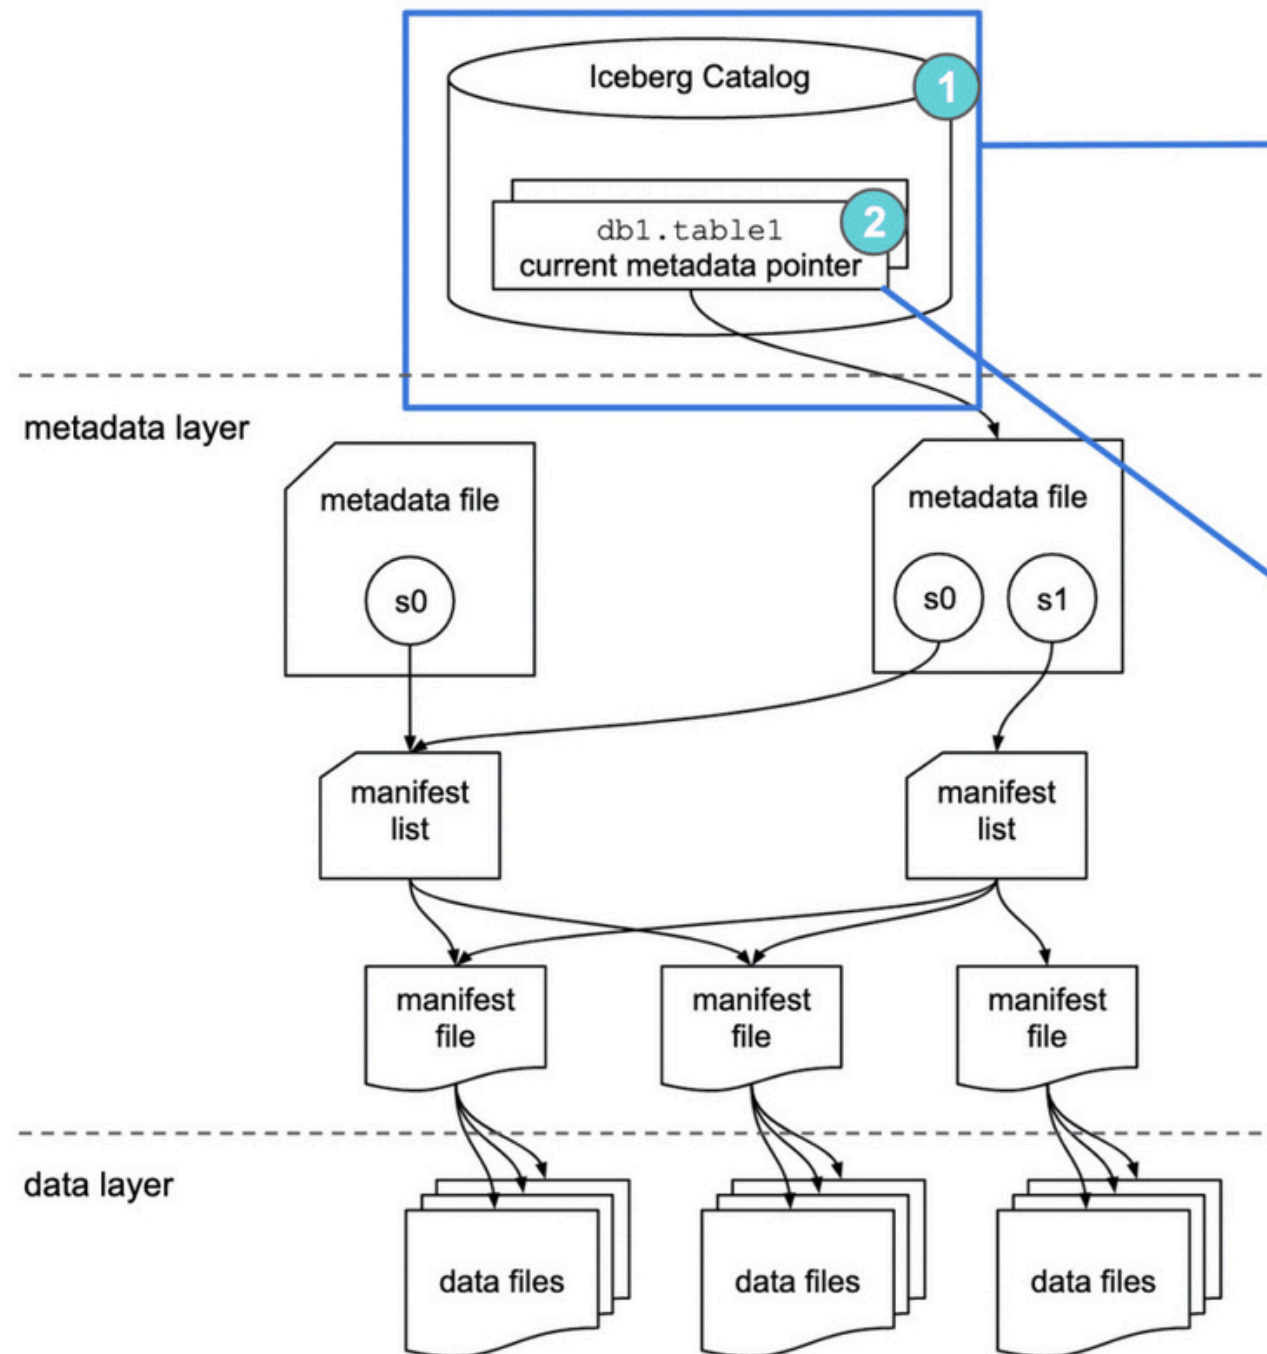 Iceberg Catalog
1
db1.table1
2
current metadata pointer
metadata layer
metadata file
s0
metadata file
s0
s1
manifest
list
manifest
list
manifest
file
manifest
file
manifest
file
data layer
data files
data files
data files